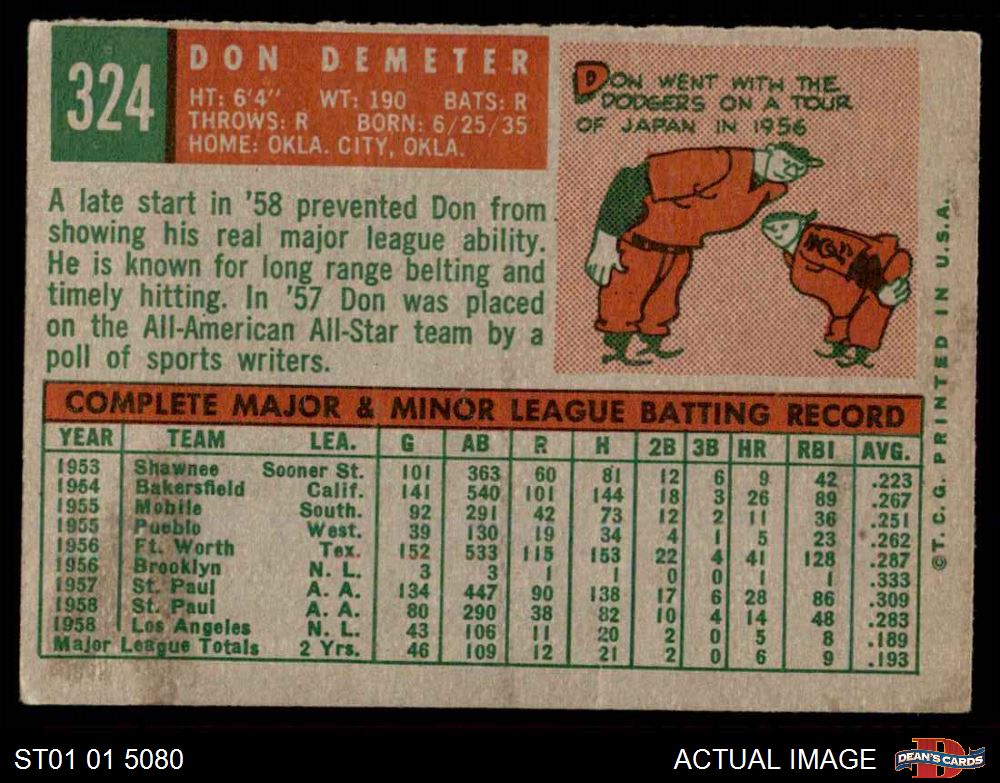 324
DON DEMETER
HT: 6'4" WT: 190 BATS: R
THROWS: R BORN: 6/25/35
HOME: OKLA. CITY, OKLA.
DON WENT WITH THE
DODGERS ON A TOUR
OF JAPAN IN 1956
A late start in '58 prevented Don from
showing his real major league ability.
He is known for long range belting and
timely hitting. In '57 Don was placed
on the All-American All-Star team by a
poll of sports writers.
COMPLETE MAJOR & MINOR LEAGUE BATTING RECORD
YEAR TEAM LEA. G AB R H 2B 3B HR RBI AVG.
1953 Shawnee Sooner St. 101 363 60 81 12 6 9 42 .223
1954 Bakersfield Calif. 141 540 101 144 18 3 26 89 .267
1955 Mobile South. 92 291 42 73 12 2 11 36 .251
1955 Pueblo West. 39 130 19 34 4 1 5 23 .262
1956 Ft. Worth Tex. 152 533 115 153 22 4 41 128 .287
1956 Brooklyn N. L. 3 3 1 1 0 0 1 1 .333
1957 St. Paul A. A. 134 447 90 138 17 6 28 86 .309
1958 St. Paul A. A. 80 290 38 82 10 4 14 48 .283
1958 Los Angeles N. L. 43 106 11 20 2 0 5 8 .189
Major League Totals 2 Yrs. 46 109 12 21 2 0 6 9 .193
© T. C. G. PRINTED IN U.S.A.
ST01 01 5080
ACTUAL IMAGE
D
DEAN'S CARDS